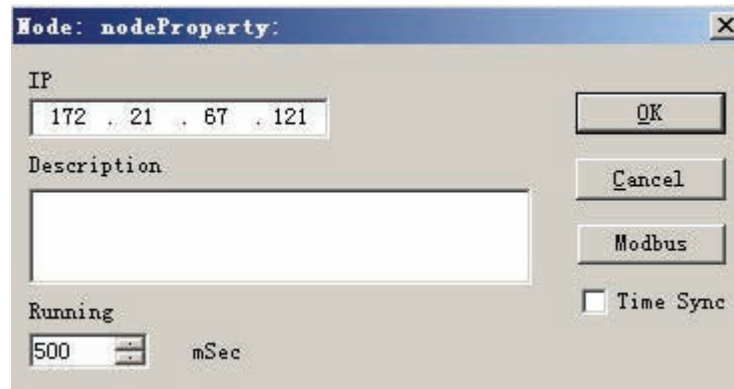 Node: nodeProperty:
IP
172 . 21 . 67 . 121
OK
Description
Cancel
Modbus
Time Sync
Running
500 mSec